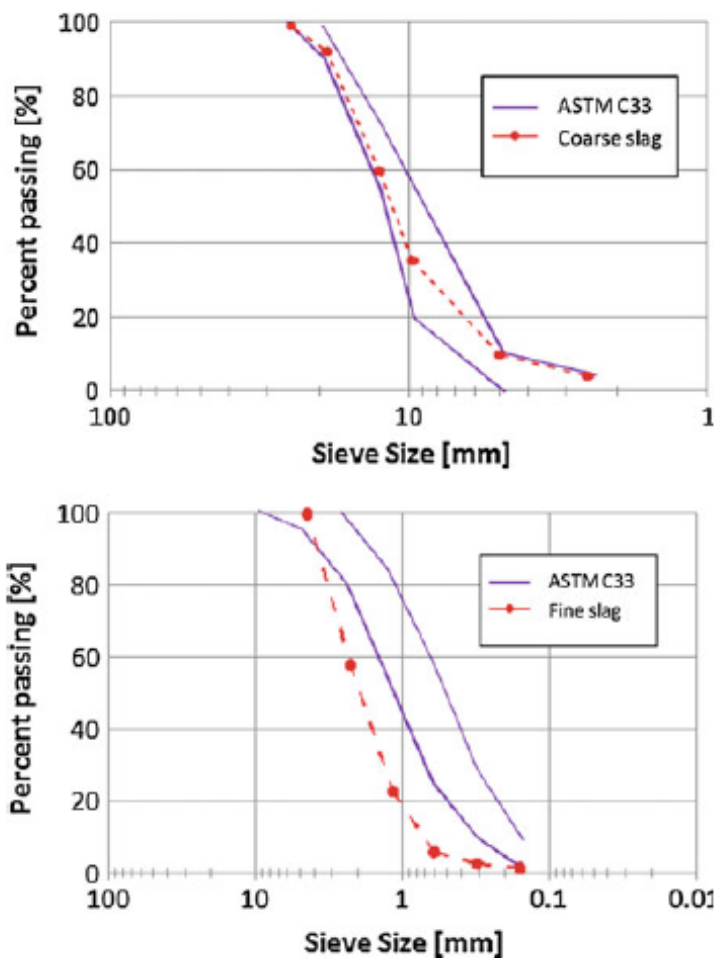 Percent passing [%]
100
80
60
40
20
0
ASTM C33
Coarse slag
100
10
1
Sieve Size [mm]
Percent passing [%]
100
80
60
40
20
0
ASTM C33
Fine slag
100
10
1
0.1
0.01
Sieve Size [mm]